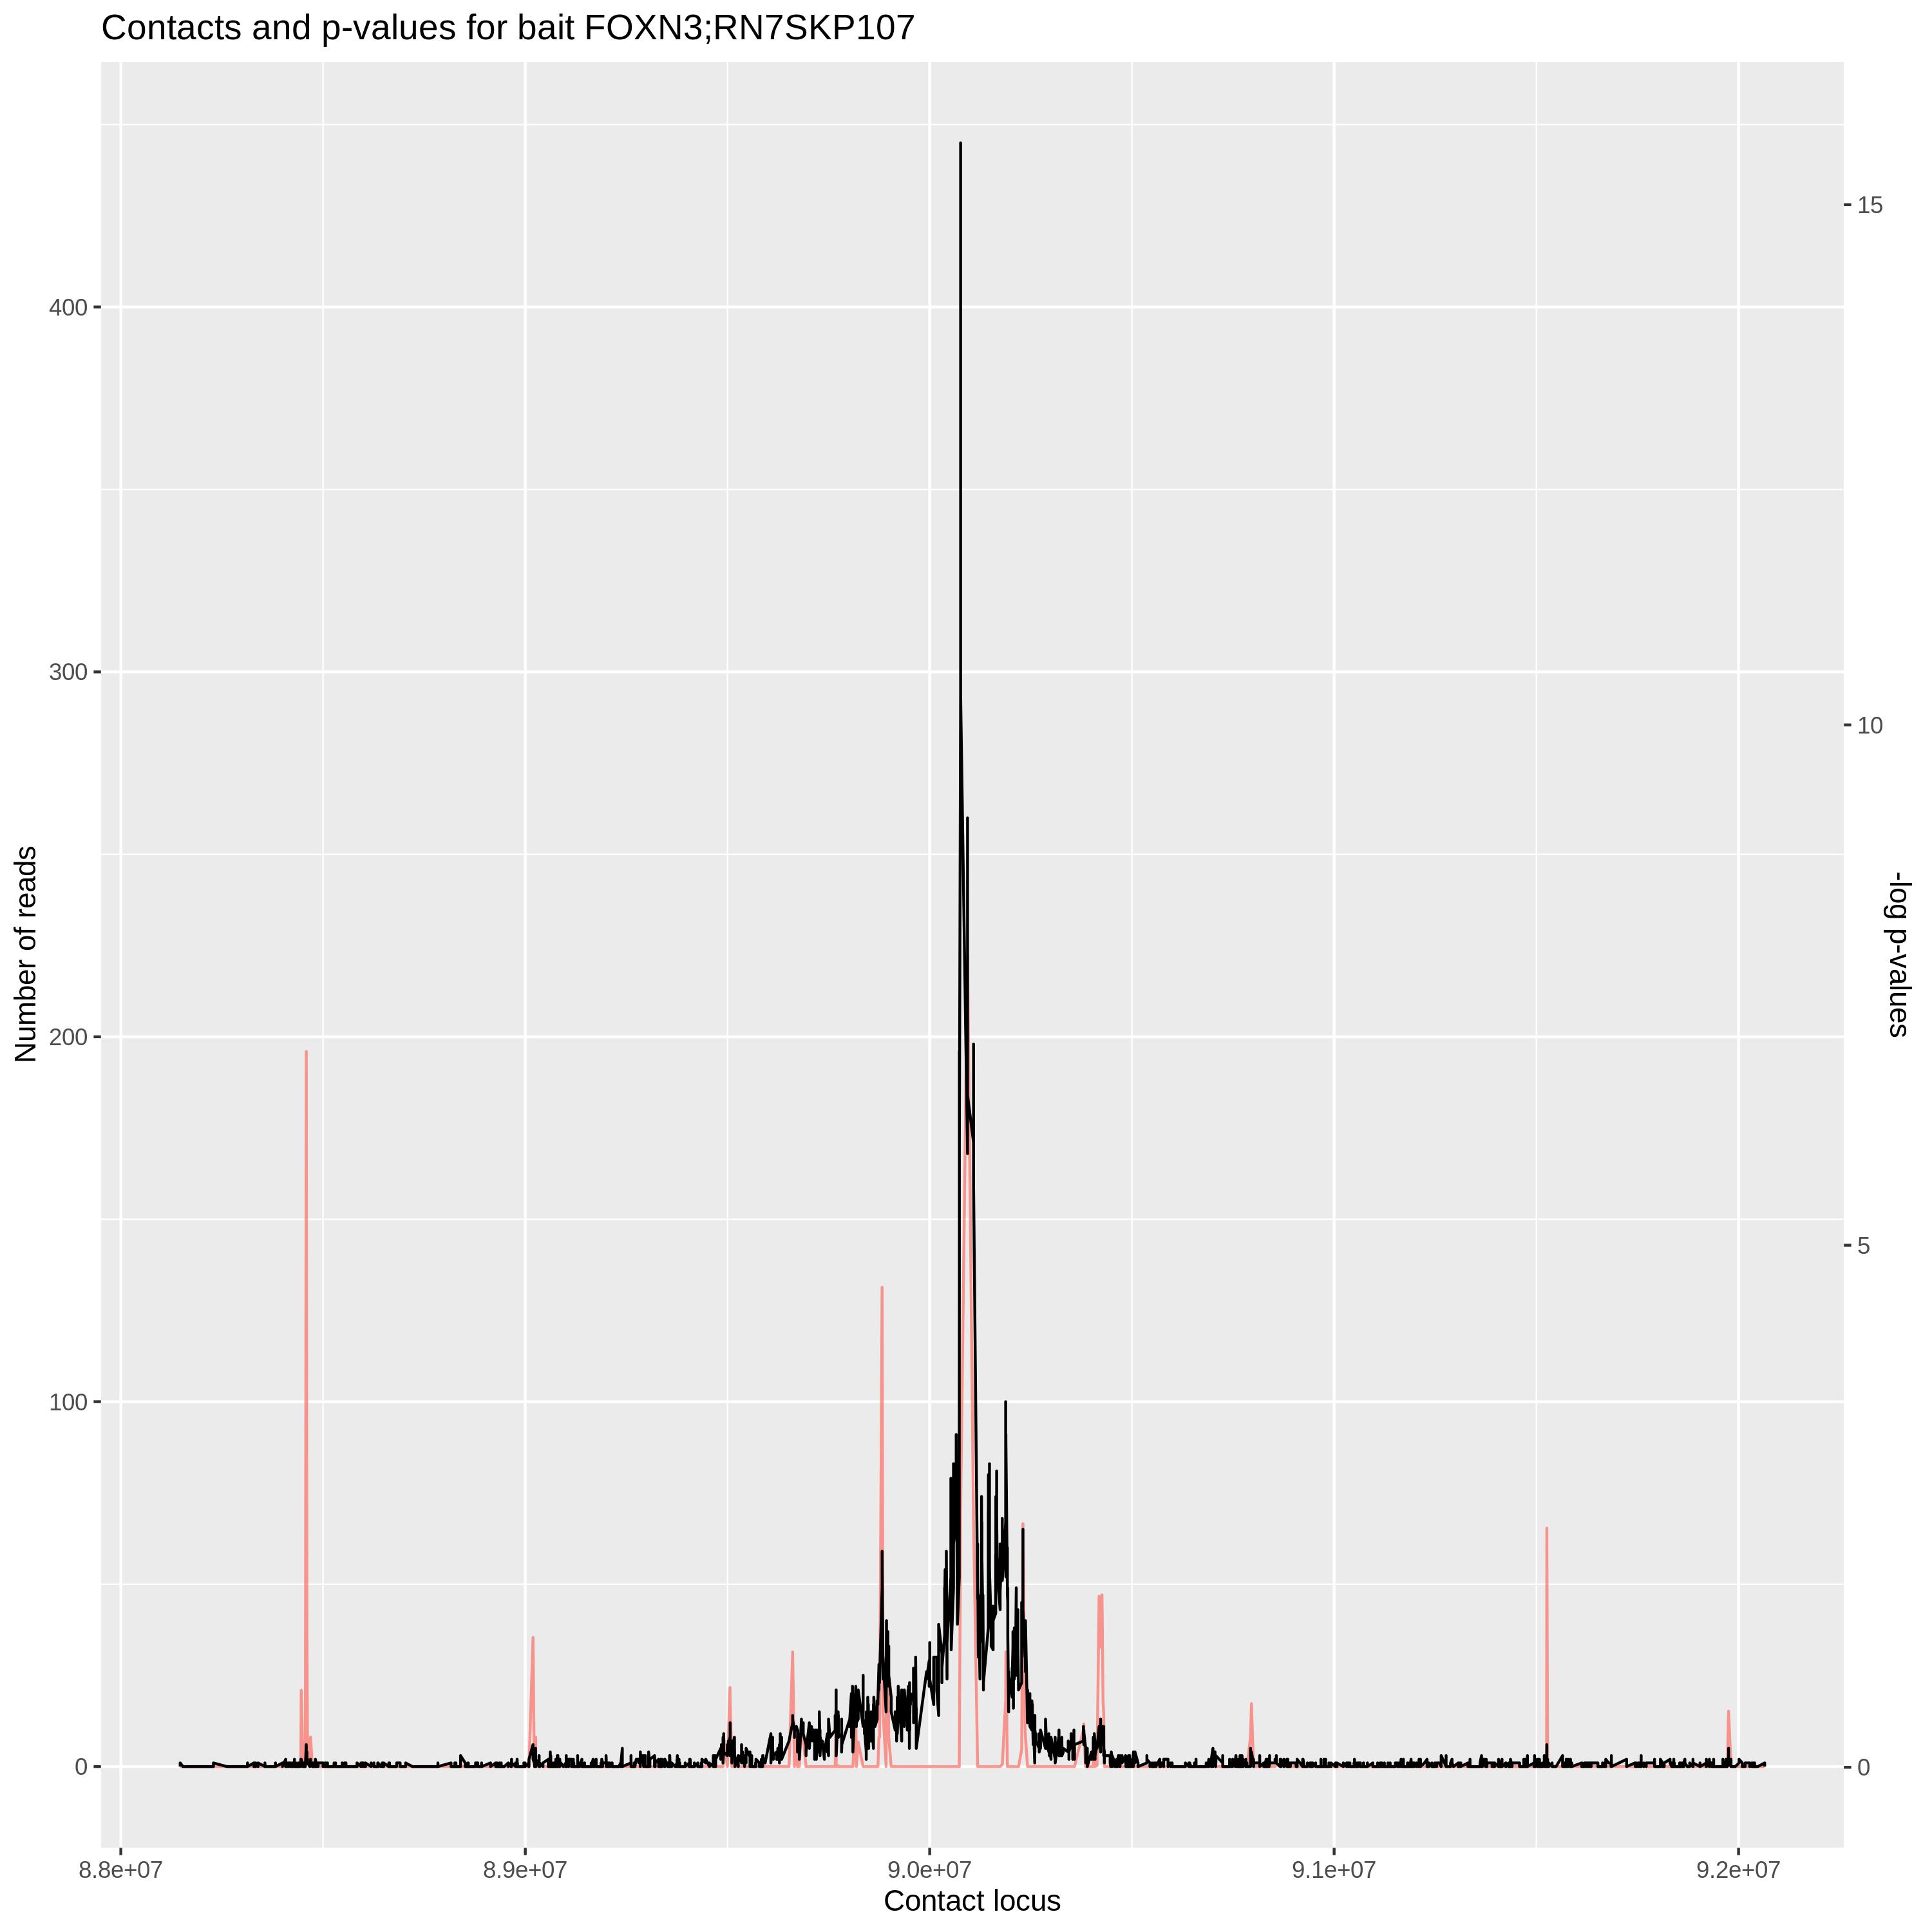 Contacts and p-values for bait FOXN3;RN7SKP107
Number of reads
400
300
200
100
0
15
10
5
0
-log p-values
8.8e+07
8.9e+07
9.0e+07
9.1e+07
9.2e+07
Contact locus